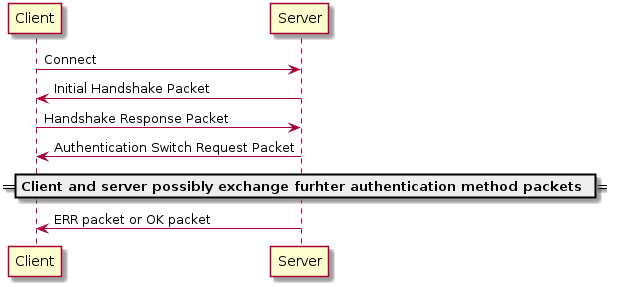 Client Server
Connect
Initial Handshake Packet
Handshake Response Packet
Authentication Switch Request Packet
Client and server possibly exchange furhter authentication method packets
ERR packet or OK packet
Client Server